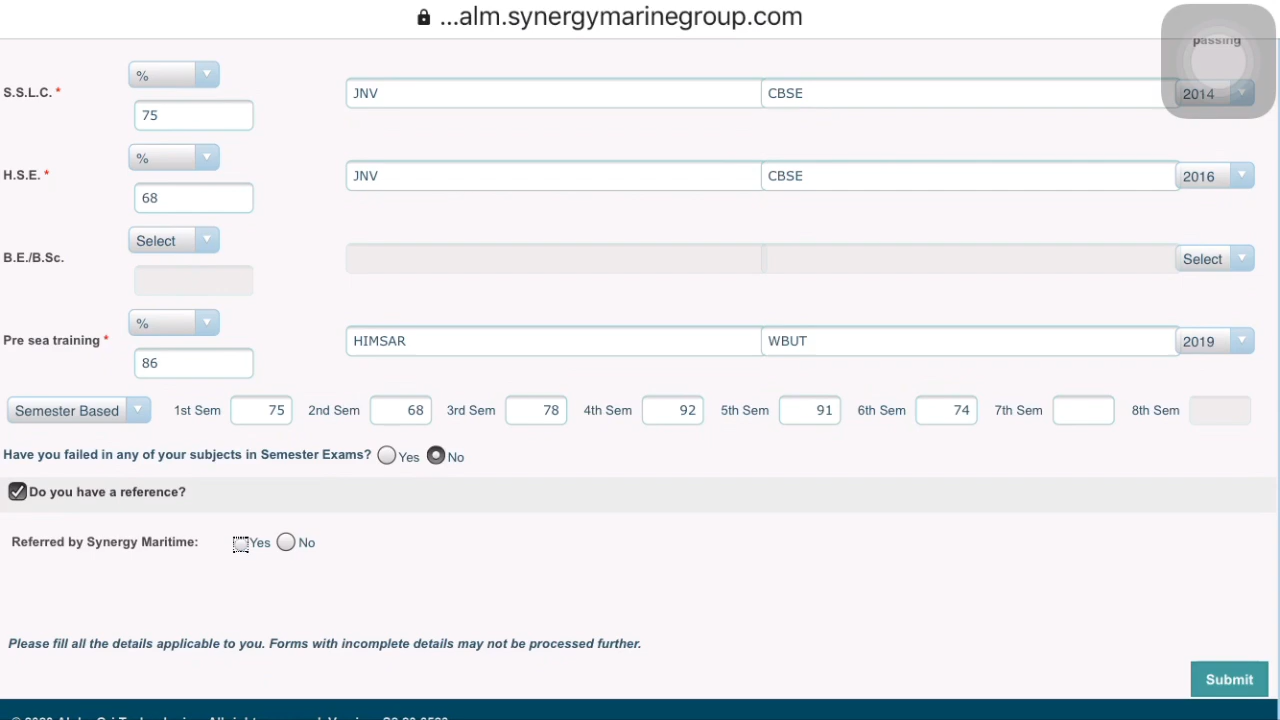 ...alm.synergymarinegroup.com
passing
S.S.L.C. * % JNV CBSE 2014
75
H.S.E. * % JNV CBSE 2016
68
B.E./B.Sc. Select Select
Pre sea training * % HIMSAR WBUT 2019
86
Semester Based 1st Sem 75 2nd Sem 68 3rd Sem 78 4th Sem 92 5th Sem 91 6th Sem 74 7th Sem 8th Sem
Have you failed in any of your subjects in Semester Exams? Yes No
Do you have a reference?
Referred by Synergy Maritime: Yes No
Please fill all the details applicable to you. Forms with incomplete details may not be processed further.
Submit